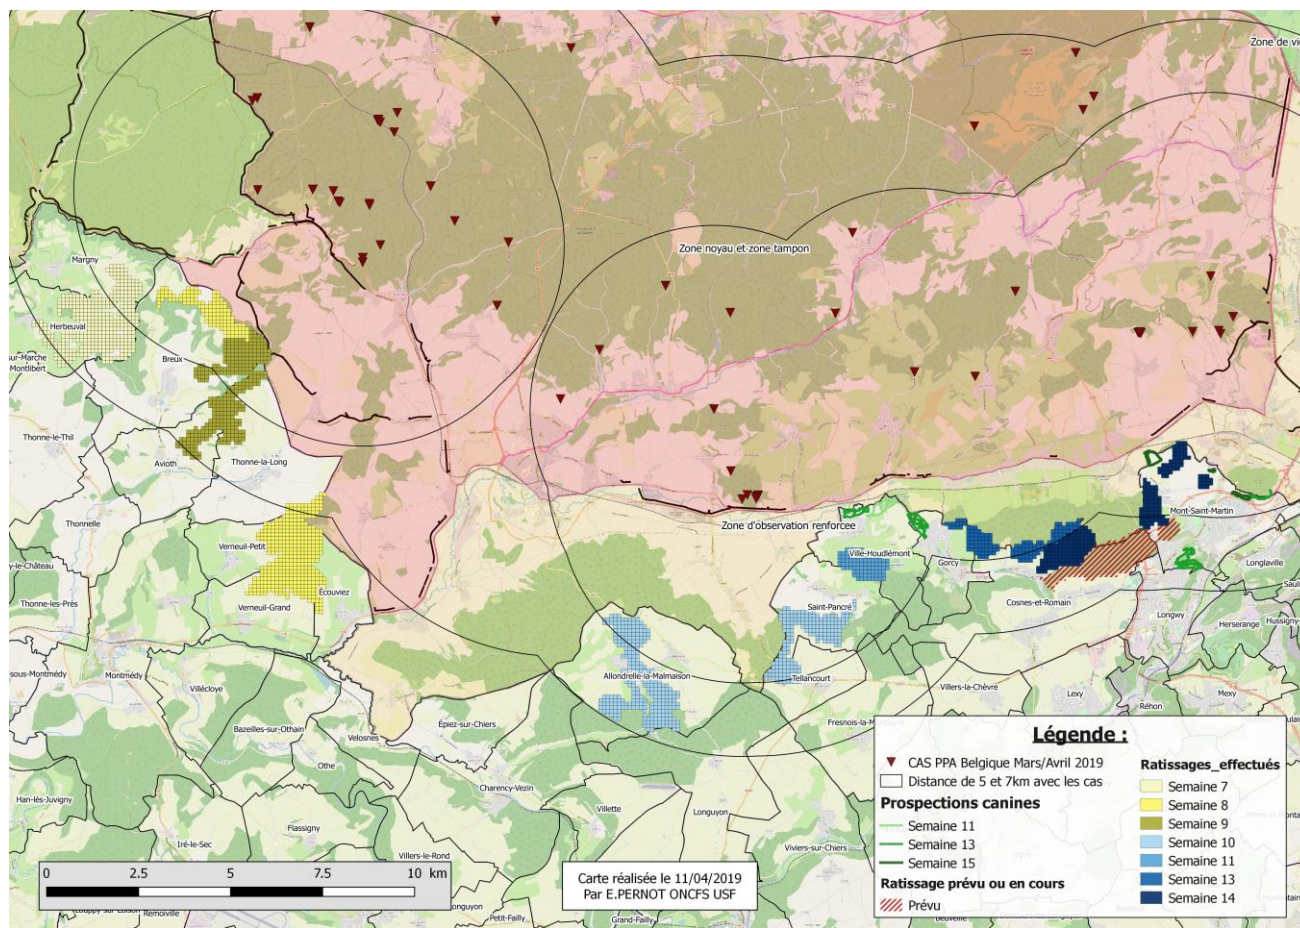 Zone de vi
Zone noyau et zone tampon
Margny
Herbeuval
sur-Marche
Montlibert
Breux
Thonne-le-Thil
Avioth
Thonne-la-Long
Zone d'observation renforcee
Mont-Saint-Martin
Thonnelle
Verneuil-Petit
Ville-Houdlémont
Gorcy
Longlaville
y-le-Château
Écouviez
Sauln
Thonne-les-Près
Verneuil-Grand
Saint-Pancré
Cosnes-et-Romain
Longwy
Herserange
Hussigny-
sous-Montmédy
Montmédy
Villécloye
Allondrelle-la-Malmaison
Tellancourt
Villers-la-Chèvre
Lexy
Mexy
Réhon
Bazeilles-sur-Othain
Épiez-sur-Chiers
Fresnois-la-Montagne
Velosnes
Othe
Charency-Vezin
Han-lès-Juvigny
Villette
Longuyon
Flassigny
Iré-le-Sec
Viviers-sur-Chiers
Villers-le-Rond
Remoiville
Petit-Failly
Grand-Failly
0 2.5 5 7.5 10 km
Carte réalisée le 11/04/2019
Par E.PERNOT ONCFS USF
Légende :
CAS PPA Belgique Mars/Avril 2019
Distance de 5 et 7km avec les cas
Prospections canines
Semaine 11
Semaine 13
Semaine 15
Ratissage prévu ou en cours
Prévu
Ratissages_effectués
Semaine 7
Semaine 8
Semaine 9
Semaine 10
Semaine 11
Semaine 13
Semaine 14